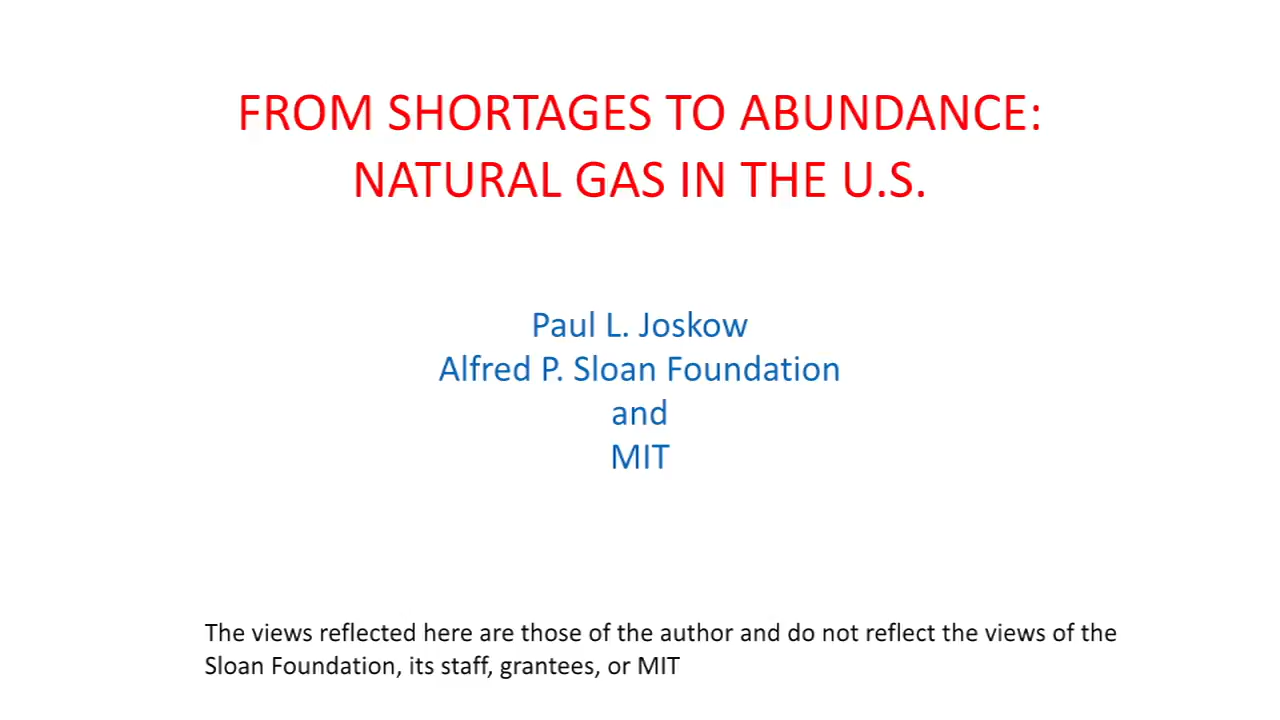 FROM SHORTAGES TO ABUNDANCE:
NATURAL GAS IN THE U.S.
Paul L. Joskow
Alfred P. Sloan Foundation
and
MIT
The views reflected here are those of the author and do not reflect the views of the
Sloan Foundation, its staff, grantees, or MIT